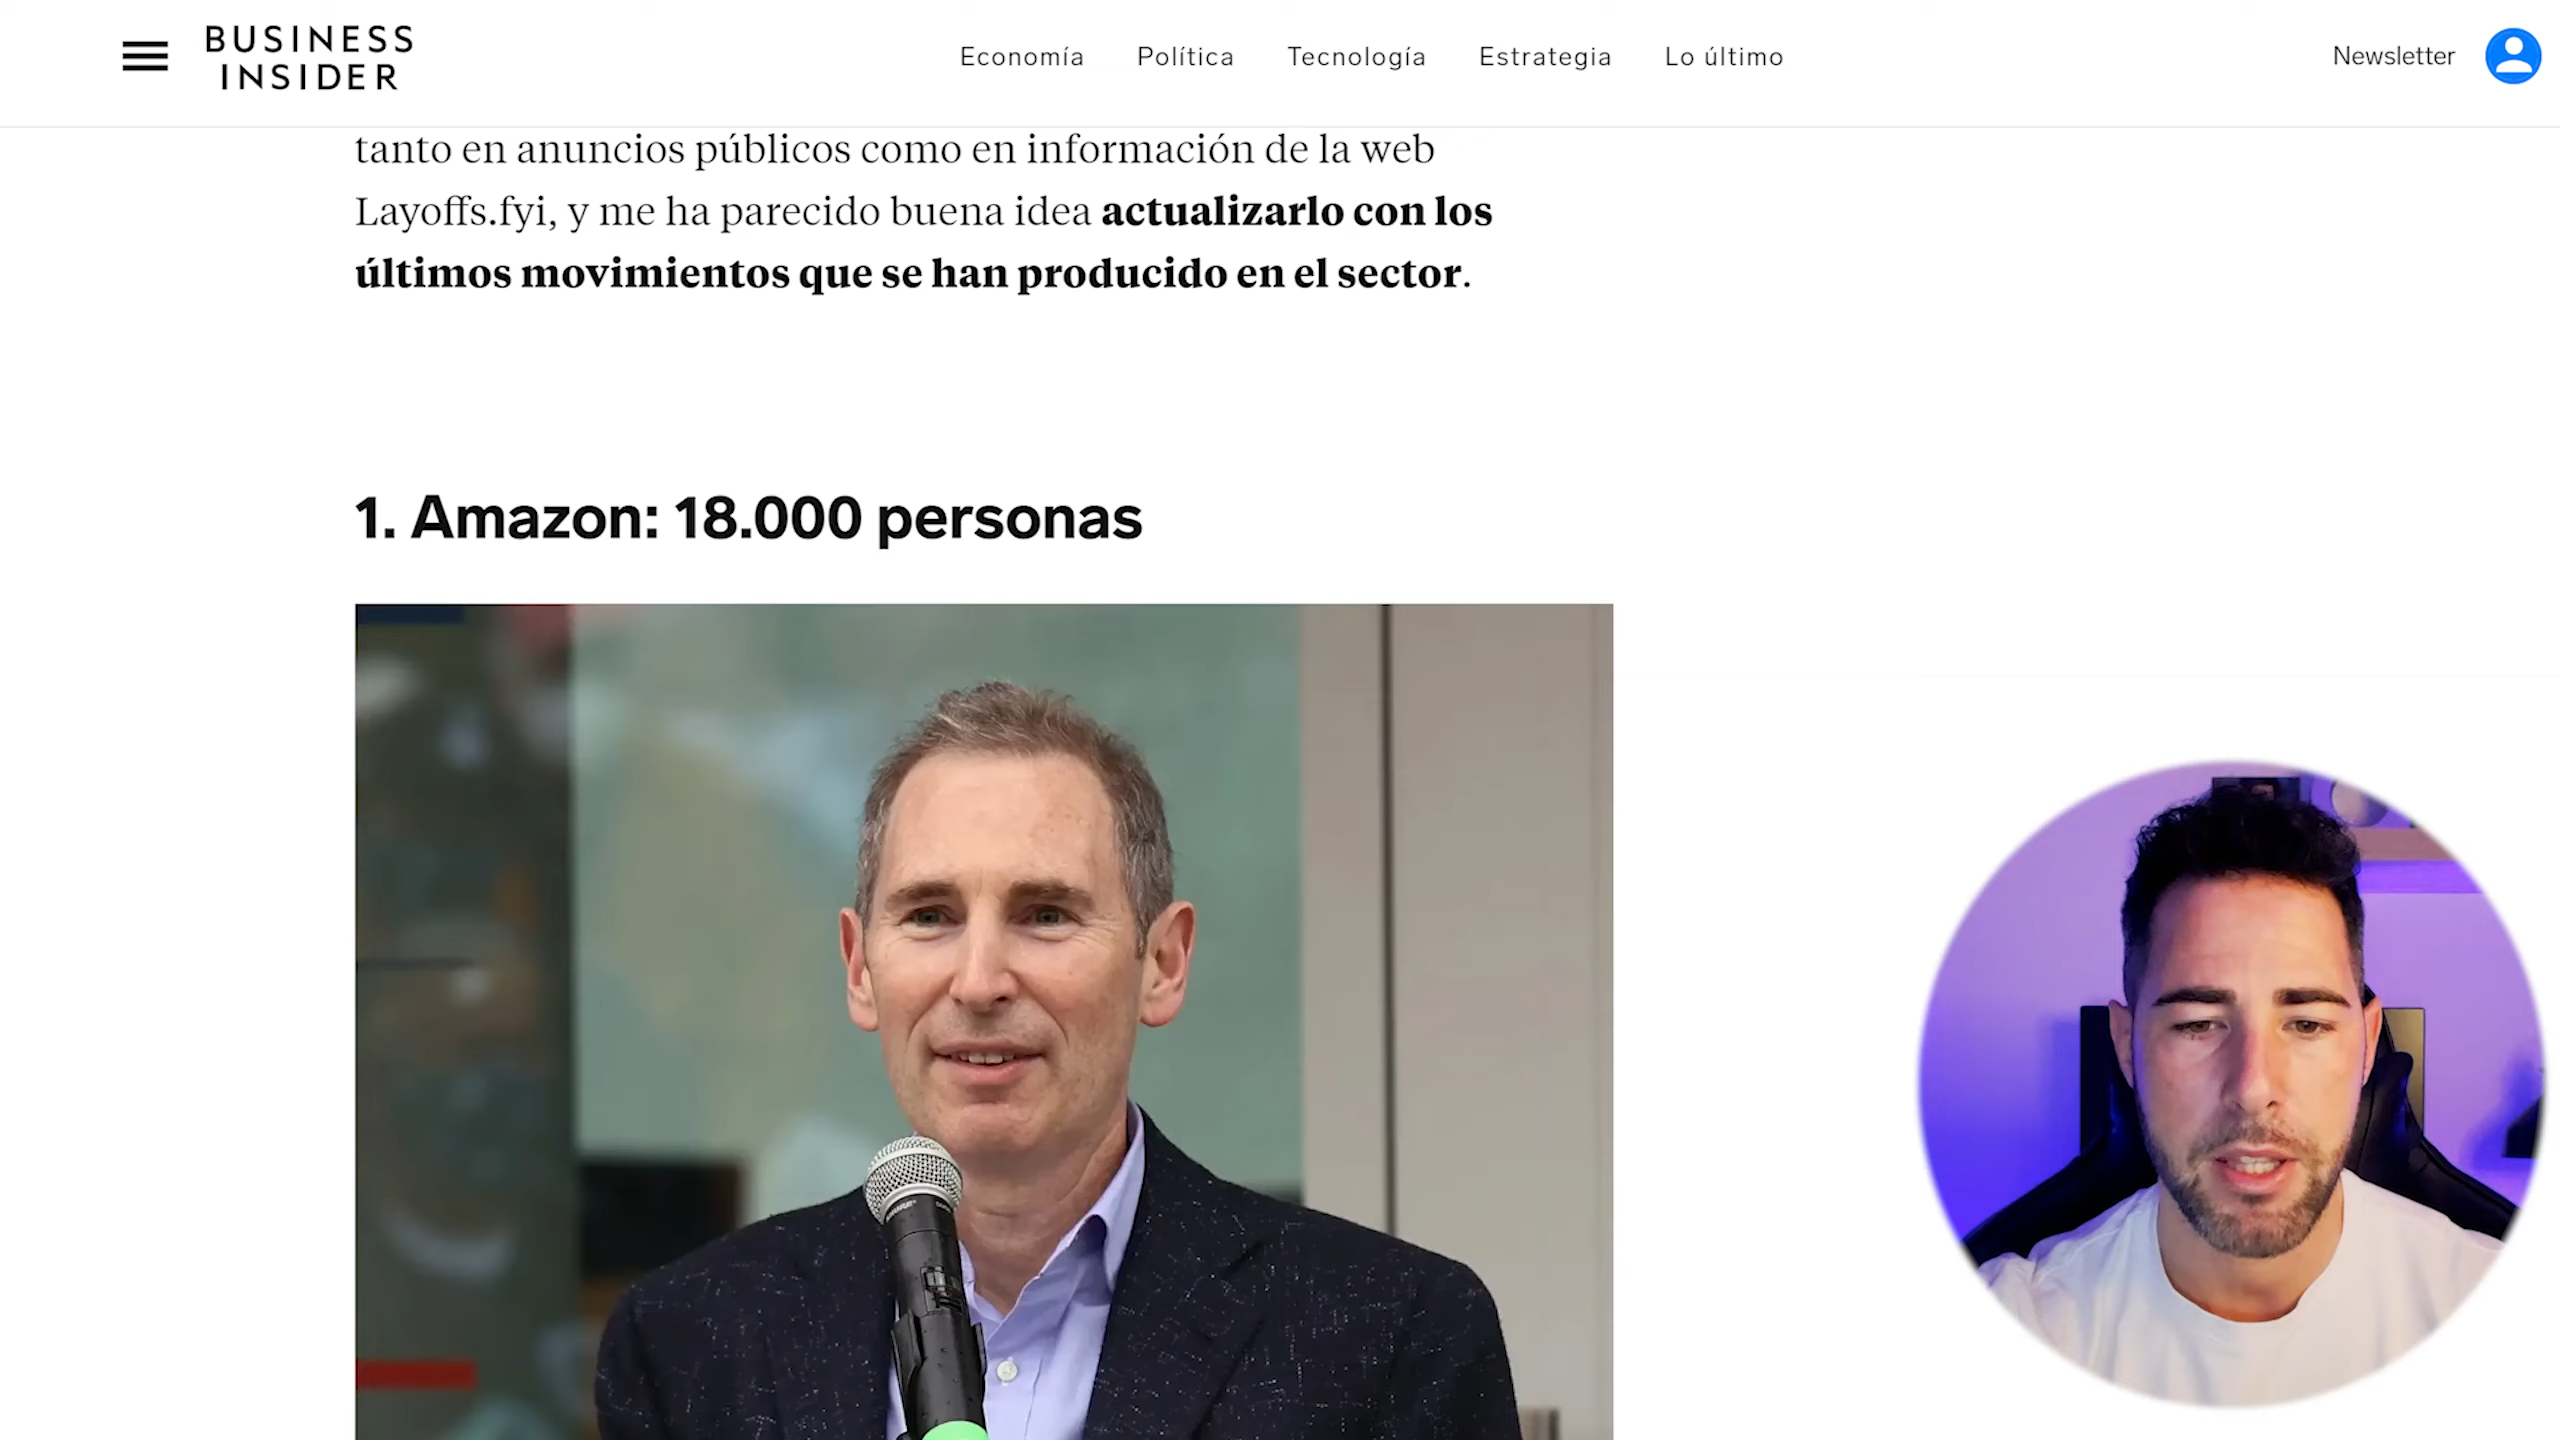 BUSINESS
INSIDER
Economía Política Tecnología Estrategia Lo último
Newsletter
tanto en anuncios públicos como en información de la web
Layoffs.fyi, y me ha parecido buena idea actualizarlo con los
últimos movimientos que se han producido en el sector.
1. Amazon: 18.000 personas